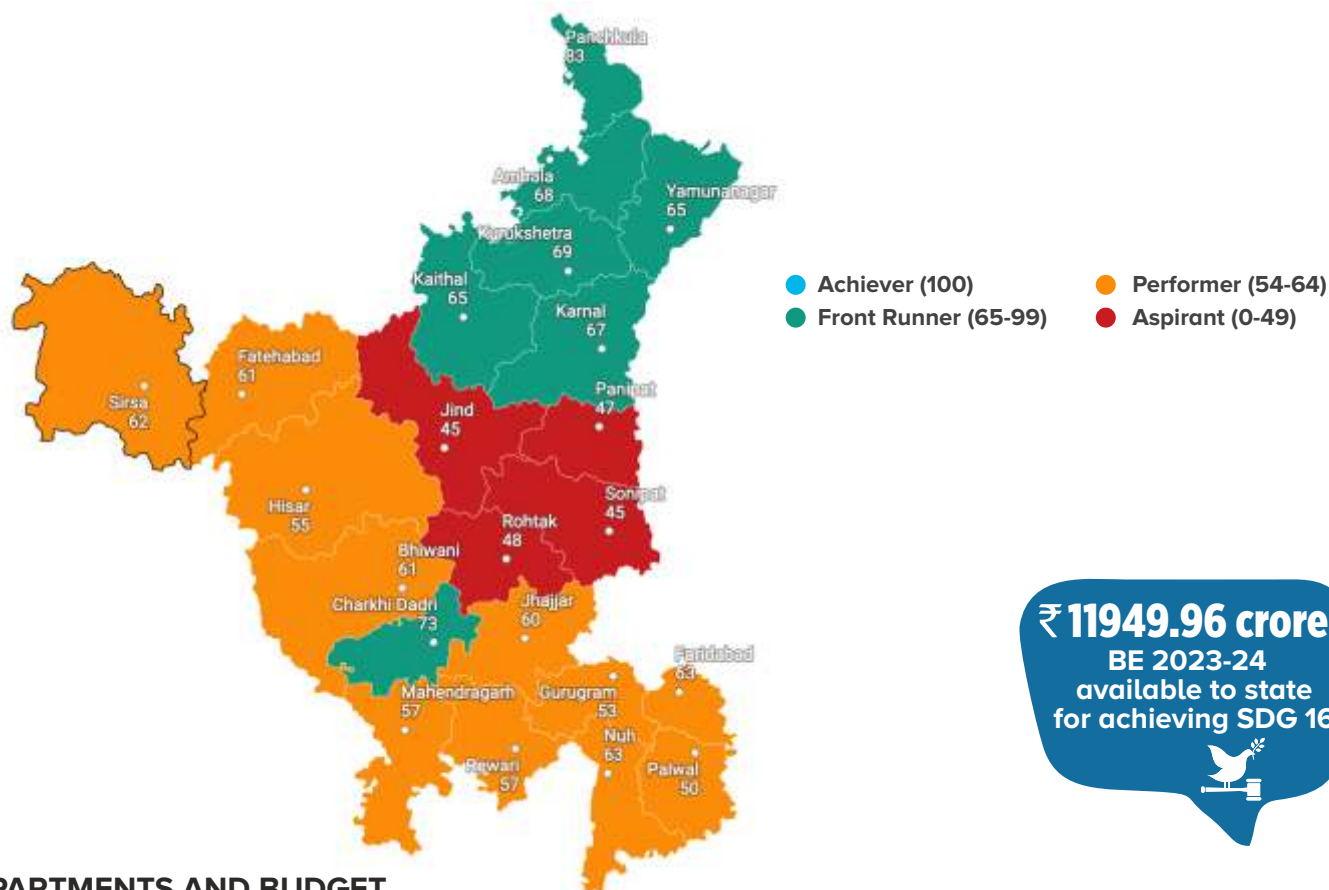 Panchkula
83
Ambala
68
Yamunanagar
65
Kurukshetra
69
Kaithal
65
Karnal
67
Achiever (100)
Performer (54-64)
Front Runner (65-99)
Aspirant (0-49)
Fatehabad
61
Sirsa
62
Jind
45
Panipat
47
Hisar
55
Sonipat
45
Rohtak
48
Bhiwani
61
Charkhi Dadri
73
Jhajjar
60
Faridabad
63
Mahendragarh
57
Gurugram
53
Nuh
63
Rewari
57
Palwal
50
₹ 11949.96 crore
BE 2023-24
available to state
for achieving SDG 16
PARTMENTS AND BUDGET